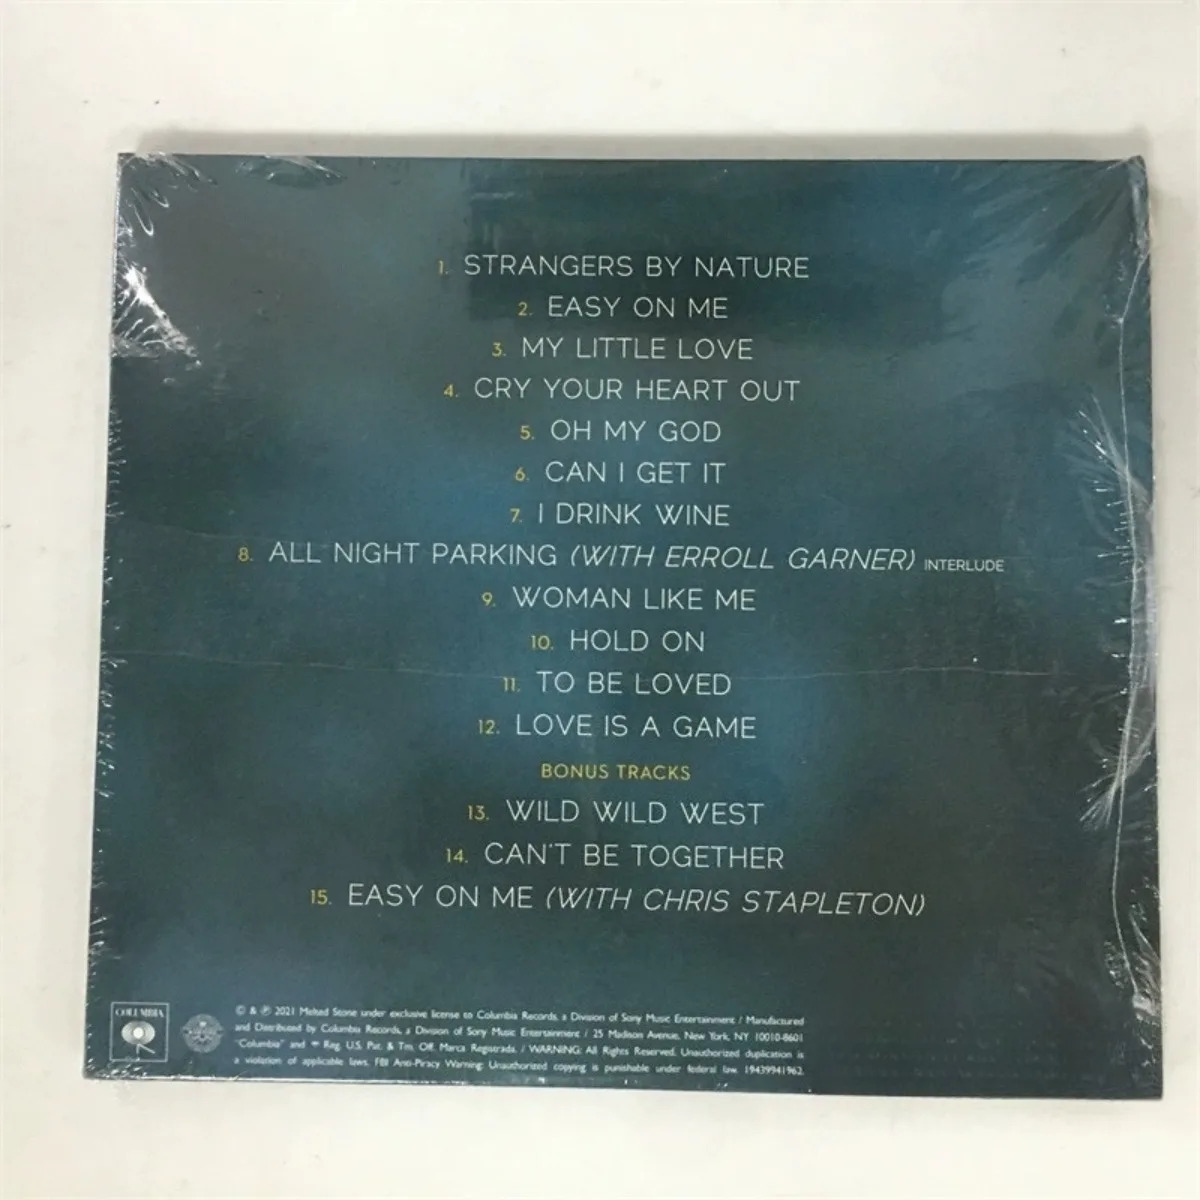 1. STRANGERS BY NATURE
2. EASY ON ME
3. MY LITTLE LOVE
4. CRY YOUR HEART OUT
5. OH MY GOD
6. CAN I GET IT
7. I DRINK WINE
8. ALL NIGHT PARKING (WITH ERROLL GARNER) INTERLUDE
9. WOMAN LIKE ME
10. HOLD ON
11. TO BE LOVED
12. LOVE IS A GAME
BONUS TRACKS
13. WILD WILD WEST
14. CAN'T BE TOGETHER
15. EASY ON ME (WITH CHRIS STAPLETON)
COLUMBIA
© & ℗ 2021 Melted Stone under exclusive license to Columbia Records, a Division of Sony Music Entertainment / Manufactured
and Distributed by Columbia Records, a Division of Sony Music Entertainment / 25 Madison Avenue, New York, NY 10010-8601
"Columbia" and Reg. U.S. Pat. & Tm. Off. Marca Registrada. / WARNING: All Rights Reserved. Unauthorized duplication is
a violation of applicable laws. FBI Anti-Piracy Warning: Unauthorized copying is punishable under federal law. 19439941962